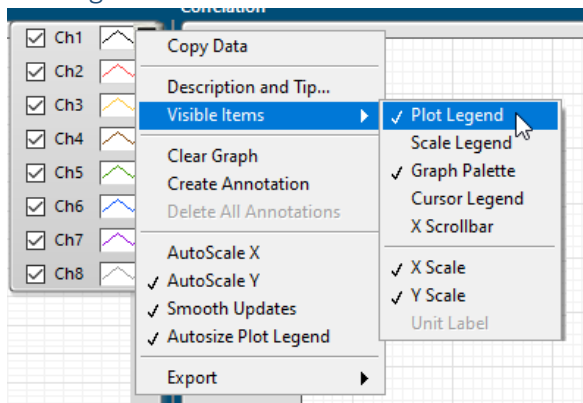 Correlation
Ch1
Ch2
Ch3
Ch4
Ch5
Ch6
Ch7
Ch8
Copy Data
Description and Tip...
Visible Items
Clear Graph
Create Annotation
Delete All Annotations
AutoScale X
AutoScale Y
Smooth Updates
Autosize Plot Legend
Export
Plot Legend
Scale Legend
Graph Palette
Cursor Legend
X Scrollbar
X Scale
Y Scale
Unit Label